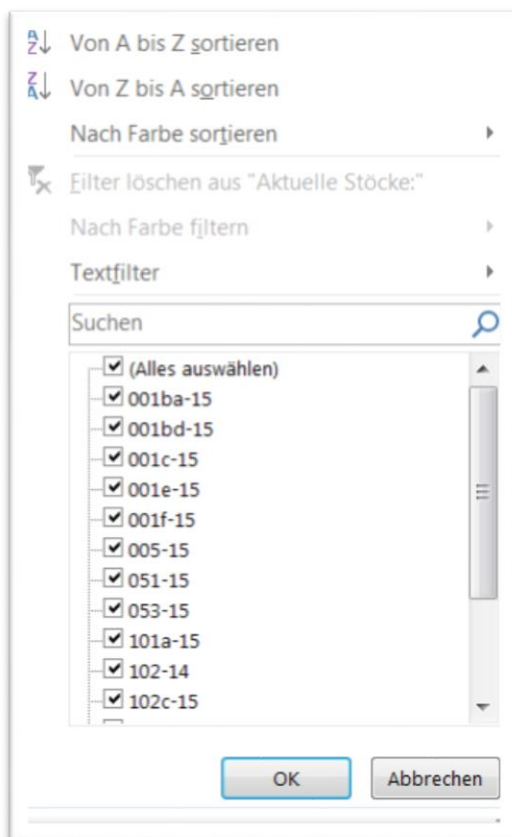 Von A bis Z sortieren
Von Z bis A sortieren
Nach Farbe sortieren
Filter löschen aus "Aktuelle Stöcke:"
Nach Farbe filtern
Textfilter
Suchen
(Alles auswählen)
001ba-15
001bd-15
001c-15
001e-15
001f-15
005-15
051-15
053-15
101a-15
102-14
102c-15
OK Abbrechen